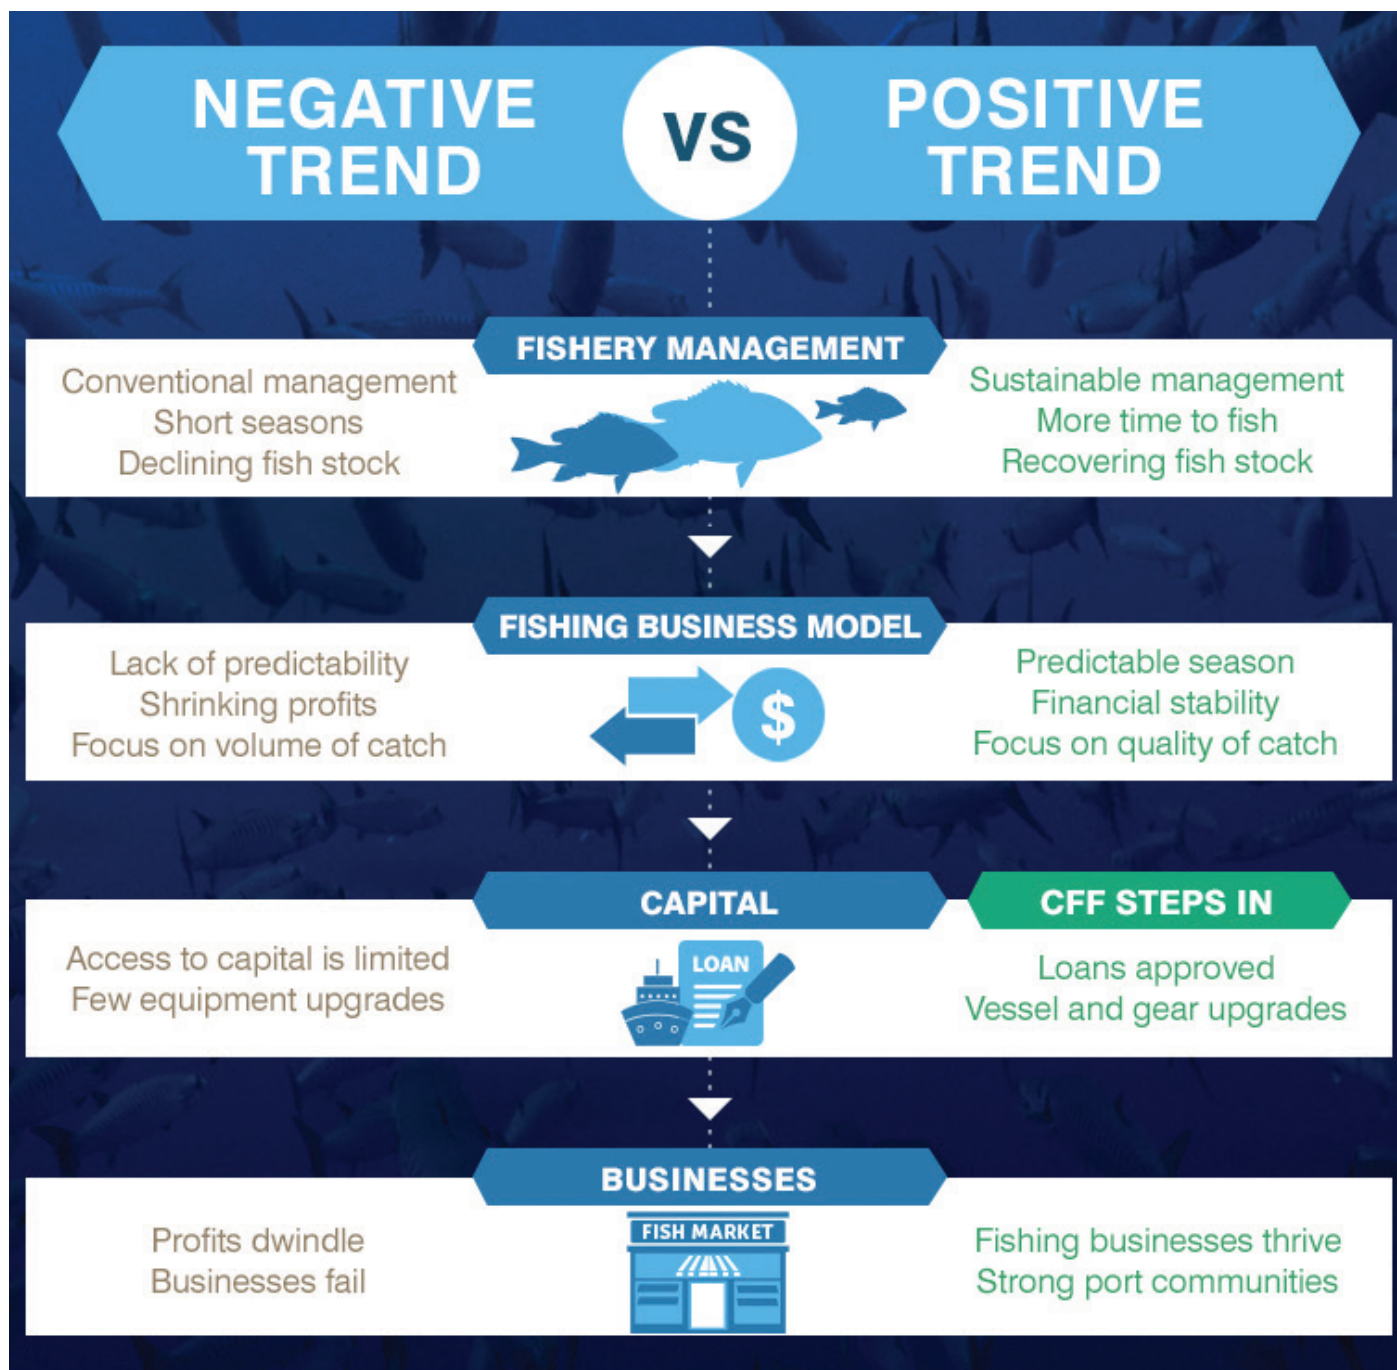 NEGATIVE
TREND
VS
POSITIVE
TREND
FISHERY MANAGEMENT
Conventional management
Short seasons
Declining fish stock
Sustainable management
More time to fish
Recovering fish stock
FISHING BUSINESS MODEL
Lack of predictability
Shrinking profits
Focus on volume of catch
$
Predictable season
Financial stability
Focus on quality of catch
CAPITAL
CFF STEPS IN
Access to capital is limited
Few equipment upgrades
LOAN
Loans approved
Vessel and gear upgrades
BUSINESSES
Profits dwindle
Businesses fail
FISH MARKET
Fishing businesses thrive
Strong port communities